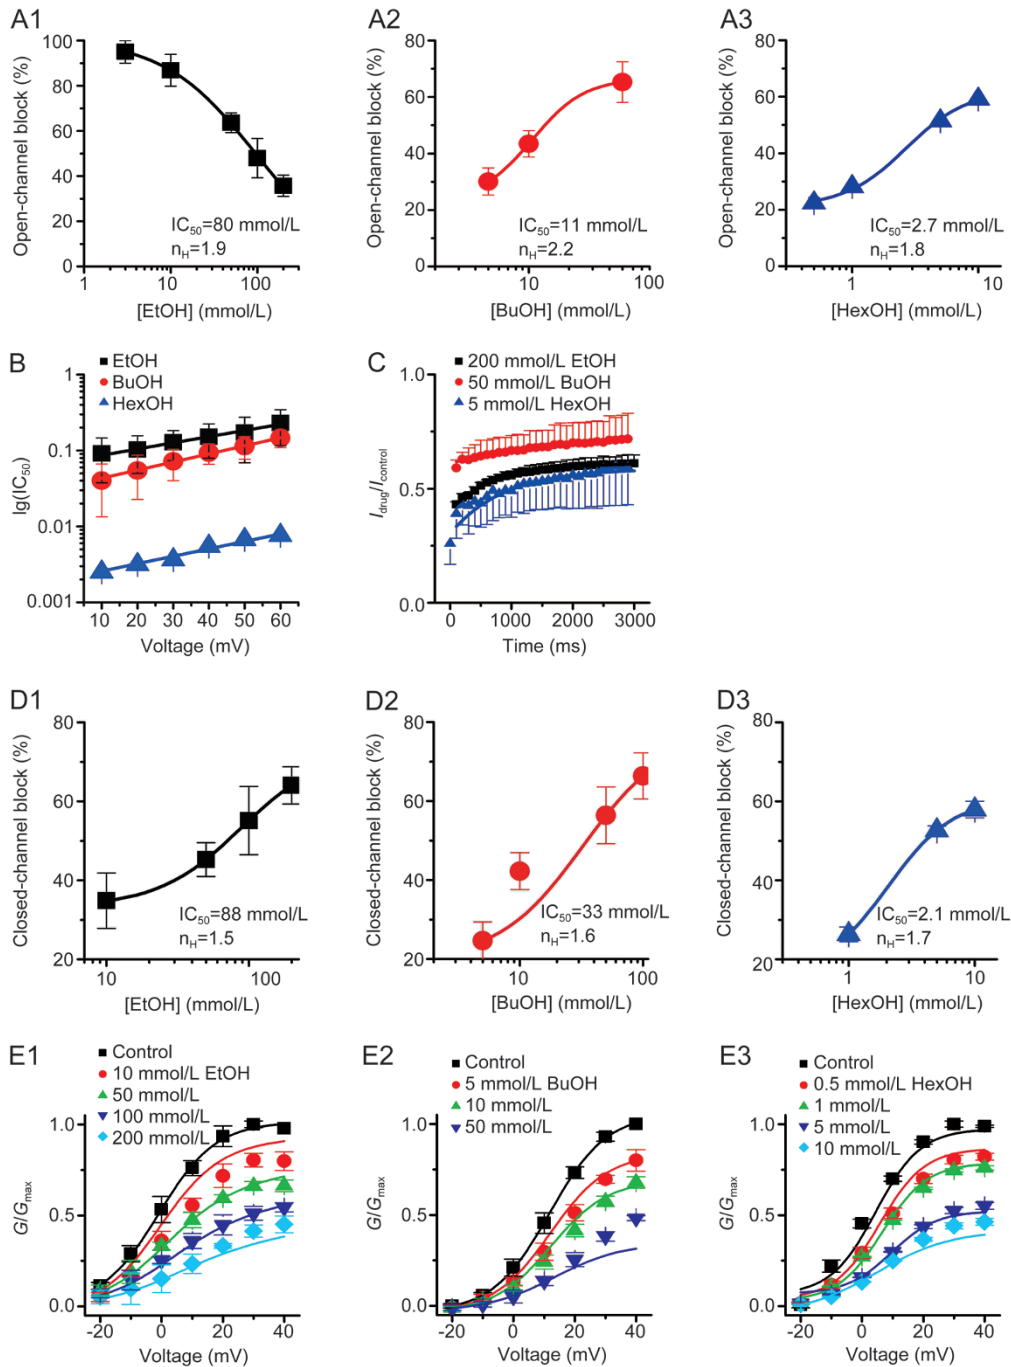 A1
Open-channel block (%)
100
80
60
40
20
0
IC50=80 mmol/L
nH=1.9
1
10
100
[EtOH] (mmol/L)
A2
Open-channel block (%)
80
60
40
20
0
IC50=11 mmol/L
nH=2.2
10
100
[BuOH] (mmol/L)
A3
Open-channel block (%)
80
60
40
20
0
IC50=2.7 mmol/L
nH=1.8
1
10
[HexOH] (mmol/L)
B
EtOH
BuOH
HexOH
lg(IC50)
1
0.1
0.01
0.001
10 20 30 40 50 60
Voltage (mV)
C
200 mmol/L EtOH
50 mmol/L BuOH
5 mmol/L HexOH
Idrug/Icontrol
1.0
0.5
0.0
0 1000 2000 3000
Time (ms)
D1
Closed-channel block (%)
80
60
40
20
IC50=88 mmol/L
nH=1.5
10
100
[EtOH] (mmol/L)
D2
Closed-channel block (%)
80
60
40
20
IC50=33 mmol/L
nH=1.6
10
100
[BuOH] (mmol/L)
D3
Closed-channel block (%)
80
60
40
20
IC50=2.1 mmol/L
nH=1.7
1
10
[HexOH] (mmol/L)
E1
Control
10 mmol/L EtOH
50 mmol/L
100 mmol/L
200 mmol/L
G/Gmax
1.0
0.5
0.0
-20 0 20 40
Voltage (mV)
E2
Control
5 mmol/L BuOH
10 mmol/L
50 mmol/L
G/Gmax
1.0
0.5
0.0
-20 0 20 40
Voltage (mV)
E3
Control
0.5 mmol/L HexOH
1 mmol/L
5 mmol/L
10 mmol/L
G/Gmax
1.0
0.5
0.0
-20 0 20 40
Voltage (mV)